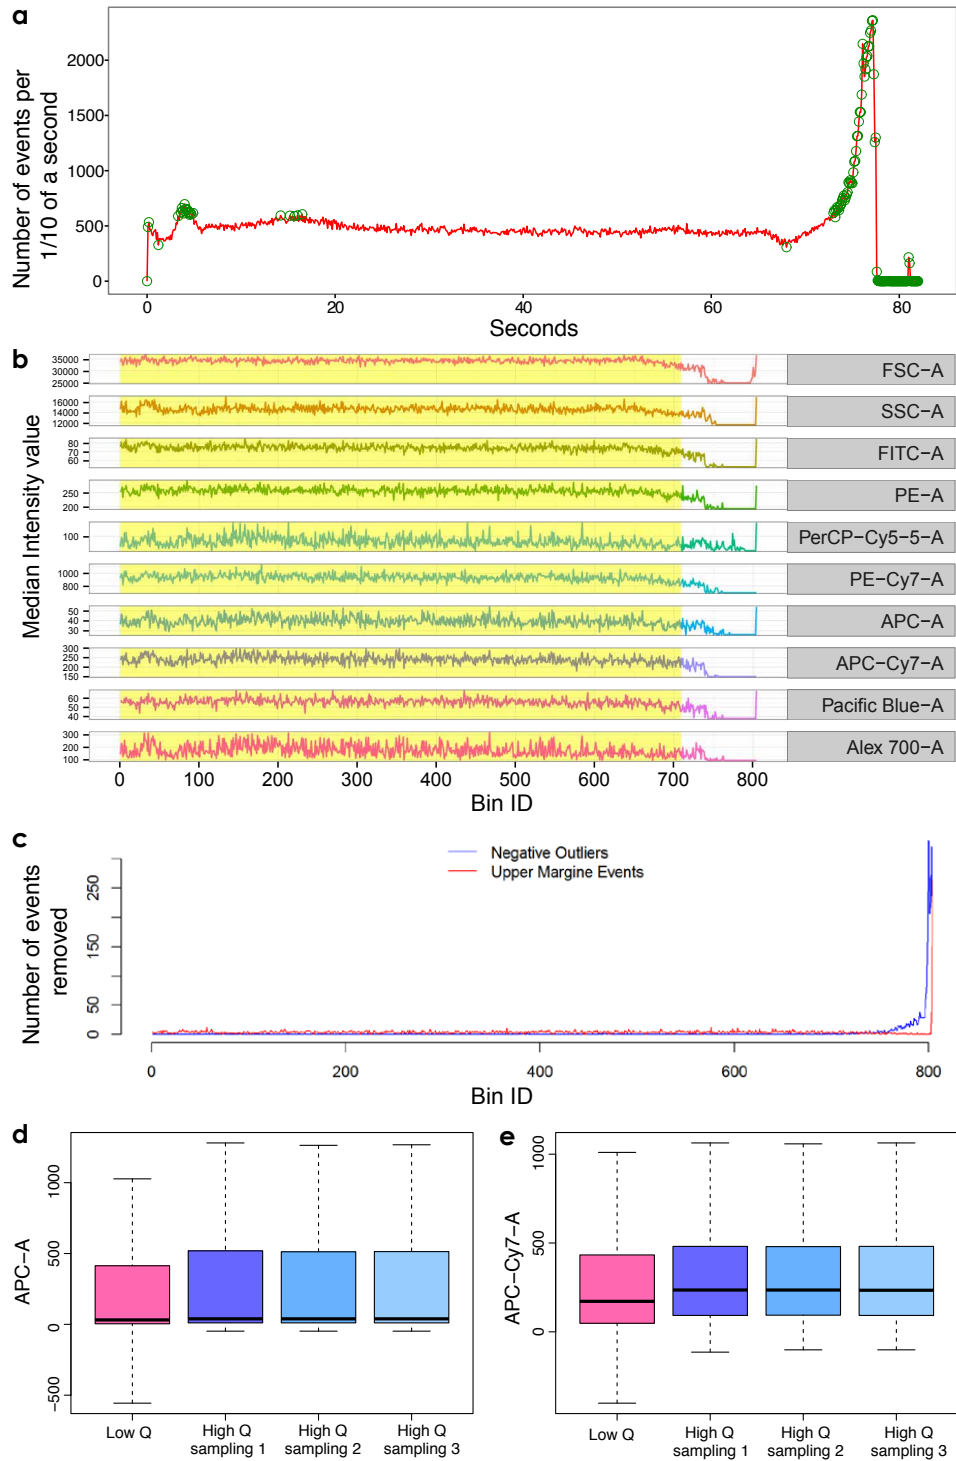 a
Number of events per
1/10 of a second
2000
1500
1000
500
0
0 20 40 60 80
Seconds
b
Median Intensity value
35000
30000
25000
FSC-A
16000
14000
12000
SSC-A
80
70
60
FITC-A
250
200
PE-A
100
PerCP-Cy5-5-A
1000
800
PE-Cy7-A
50
40
30
APC-A
300
250
200
150
APC-Cy7-A
60
50
40
Pacific Blue-A
300
200
100
Alex 700-A
0 100 200 300 400 500 600 700 800
Bin ID
c
Number of events
removed
250
150
50
0
Negative Outliers
Upper Margine Events
0 200 400 600 800
Bin ID
d
APC-A
1000
500
0
-500
Low Q
High Q
sampling 1
High Q
sampling 2
High Q
sampling 3
e
APC-Cy7-A
1000
500
0
Low Q
High Q
sampling 1
High Q
sampling 2
High Q
sampling 3